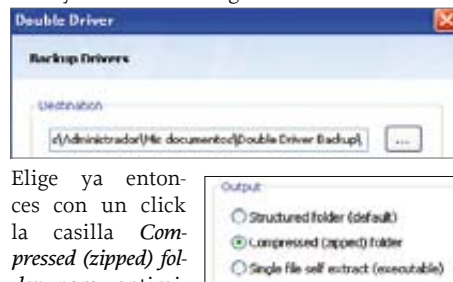 Double Driver
Backup Drivers
Destination
c\Administrador\Mis documentos\Double Driver Backup\
...
Elige ya enton-
ces con un click
la casilla Com-
pressed (zipped) fol-
Output
Structured folder (default)
Compressed (zipped) folder
Single file self extract (executable)